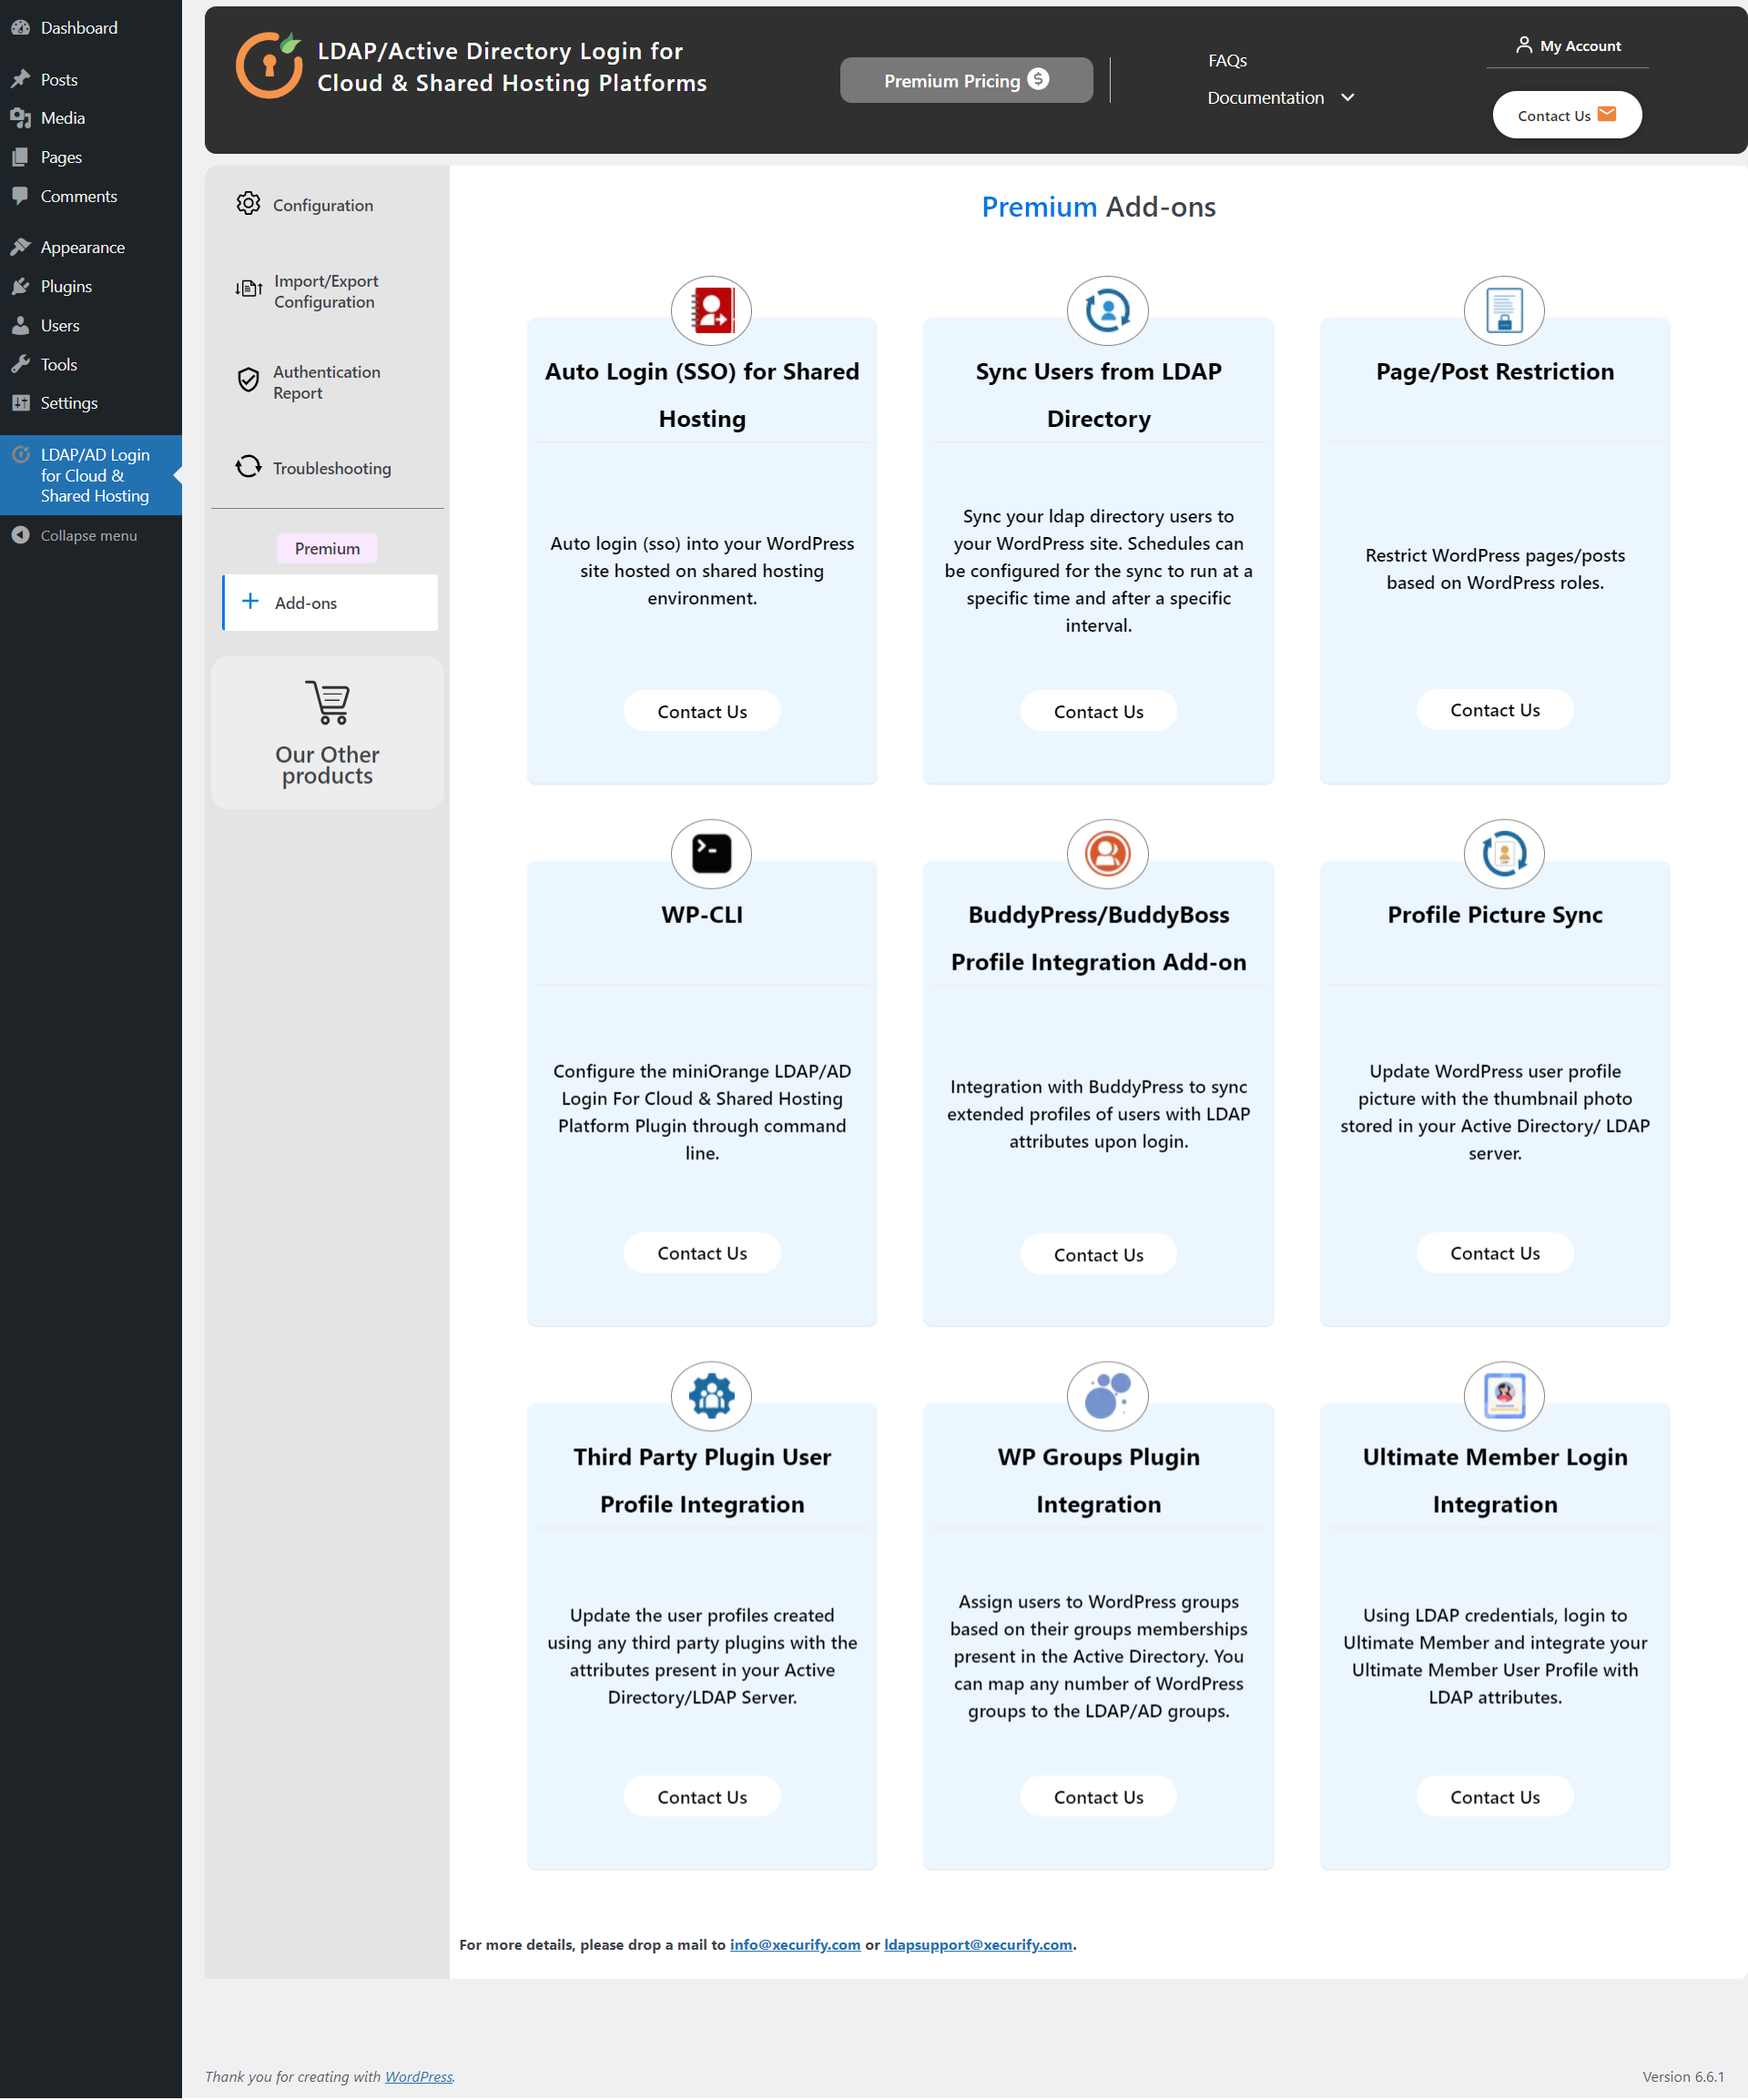 Dashboard
Posts
Media
Pages
Comments
Appearance
Plugins
Users
Tools
Settings
LDAP/AD Login
for Cloud &
Shared Hosting
Collapse menu
LDAP/Active Directory Login for
Cloud & Shared Hosting Platforms
Premium Pricing
FAQs
Documentation
My Account
Contact Us
Configuration
Import/Export
Configuration
Authentication
Report
Troubleshooting
Premium
Add-ons
Our Other
products
Premium Add-ons
Auto Login (SSO) for Shared
Hosting
Auto login (sso) into your WordPress
site hosted on shared hosting
environment.
Contact Us
Sync Users from LDAP
Directory
Sync your ldap directory users to
your WordPress site. Schedules can
be configured for the sync to run at a
specific time and after a specific
interval.
Contact Us
Page/Post Restriction
Restrict WordPress pages/posts
based on WordPress roles.
Contact Us
WP-CLI
Configure the miniOrange LDAP/AD
Login For Cloud & Shared Hosting
Platform Plugin through command
line.
Contact Us
BuddyPress/BuddyBoss
Profile Integration Add-on
Integration with BuddyPress to sync
extended profiles of users with LDAP
attributes upon login.
Contact Us
Profile Picture Sync
Update WordPress user profile
picture with the thumbnail photo
stored in your Active Directory/ LDAP
server.
Contact Us
Third Party Plugin User
Profile Integration
Update the user profiles created
using any third party plugins with the
attributes present in your Active
Directory/LDAP Server.
Contact Us
WP Groups Plugin
Integration
Assign users to WordPress groups
based on their groups memberships
present in the Active Directory. You
can map any number of WordPress
groups to the LDAP/AD groups.
Contact Us
Ultimate Member Login
Integration
Using LDAP credentials, login to
Ultimate Member and integrate your
Ultimate Member User Profile with
LDAP attributes.
Contact Us
For more details, please drop a mail to info@xecurify.com or ldapsupport@xecurify.com.
Thank you for creating with WordPress.
Version 6.6.1